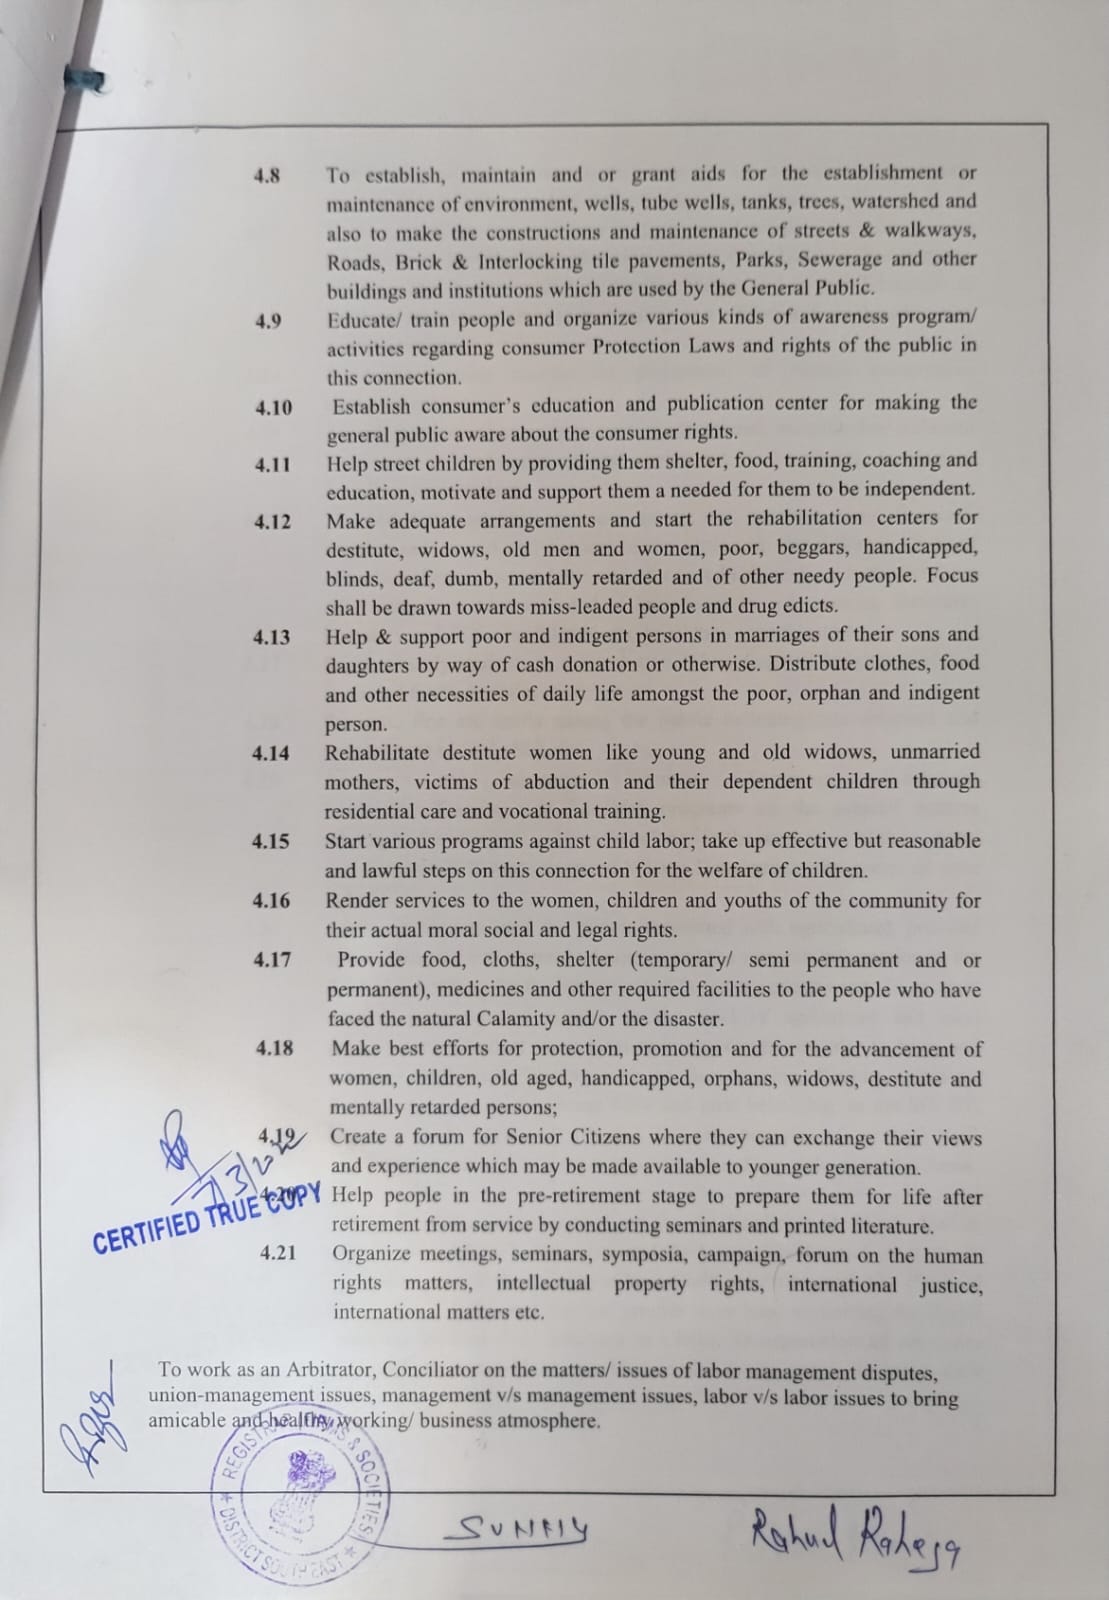 4.8 To establish, maintain and or grant aids for the establishment or
maintenance of environment, wells, tube wells, tanks, trees, watershed and
also to make the constructions and maintenance of streets & walkways,
Roads, Brick & Interlocking tile pavements, Parks, Sewerage and other
buildings and institutions which are used by the General Public.
4.9 Educate/ train people and organize various kinds of awareness program/
activities regarding consumer Protection Laws and rights of the public in
this connection.
4.10 Establish consumer’s education and publication center for making the
general public aware about the consumer rights.
4.11 Help street children by providing them shelter, food, training, coaching and
education, motivate and support them a needed for them to be independent.
4.12 Make adequate arrangements and start the rehabilitation centers for
destitute, widows, old men and women, poor, beggars, handicapped,
blinds, deaf, dumb, mentally retarded and of other needy people. Focus
shall be drawn towards miss-leaded people and drug edicts.
4.13 Help & support poor and indigent persons in marriages of their sons and
daughters by way of cash donation or otherwise. Distribute clothes, food
and other necessities of daily life amongst the poor, orphan and indigent
person.
4.14 Rehabilitate destitute women like young and old widows, unmarried
mothers, victims of abduction and their dependent children through
residential care and vocational training.
4.15 Start various programs against child labor; take up effective but reasonable
and lawful steps on this connection for the welfare of children.
4.16 Render services to the women, children and youths of the community for
their actual moral social and legal rights.
4.17 Provide food, cloths, shelter (temporary/ semi permanent and or
permanent), medicines and other required facilities to the people who have
faced the natural Calamity and/or the disaster.
4.18 Make best efforts for protection, promotion and for the advancement of
women, children, old aged, handicapped, orphans, widows, destitute and
mentally retarded persons;
4.19 Create a forum for Senior Citizens where they can exchange their views
and experience which may be made available to younger generation.
4.20 Help people in the pre-retirement stage to prepare them for life after
retirement from service by conducting seminars and printed literature.
CERTIFIED TRUE COPY
4.21 Organize meetings, seminars, symposia, campaign, forum on the human
rights matters, intellectual property rights, international justice,
international matters etc.
To work as an Arbitrator, Conciliator on the matters/ issues of labor management disputes,
union-management issues, management v/s management issues, labor v/s labor issues to bring
amicable and healthy working/ business atmosphere.
REGISTRAR FIRMS & SOCIETIES
DISTRICT SOUTH EAST
Rahul Raheja